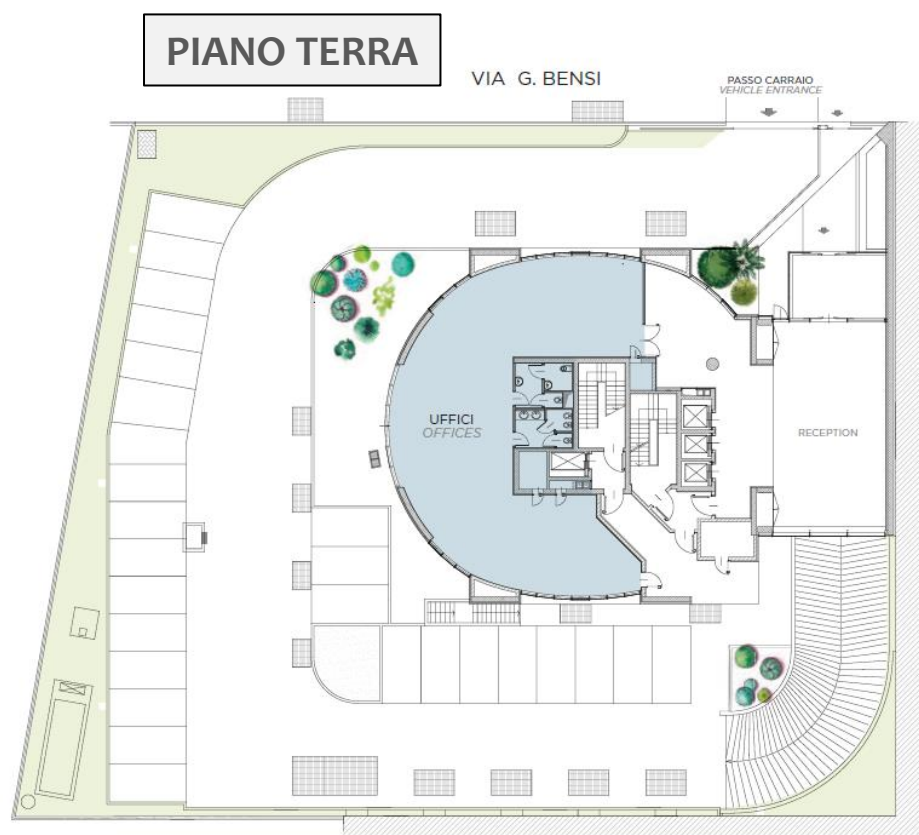 PIANO TERRA
VIA G. BENSI
PASSO CARRAIO
VEHICLE ENTRANCE
UFFICI
OFFICES
RECEPTION